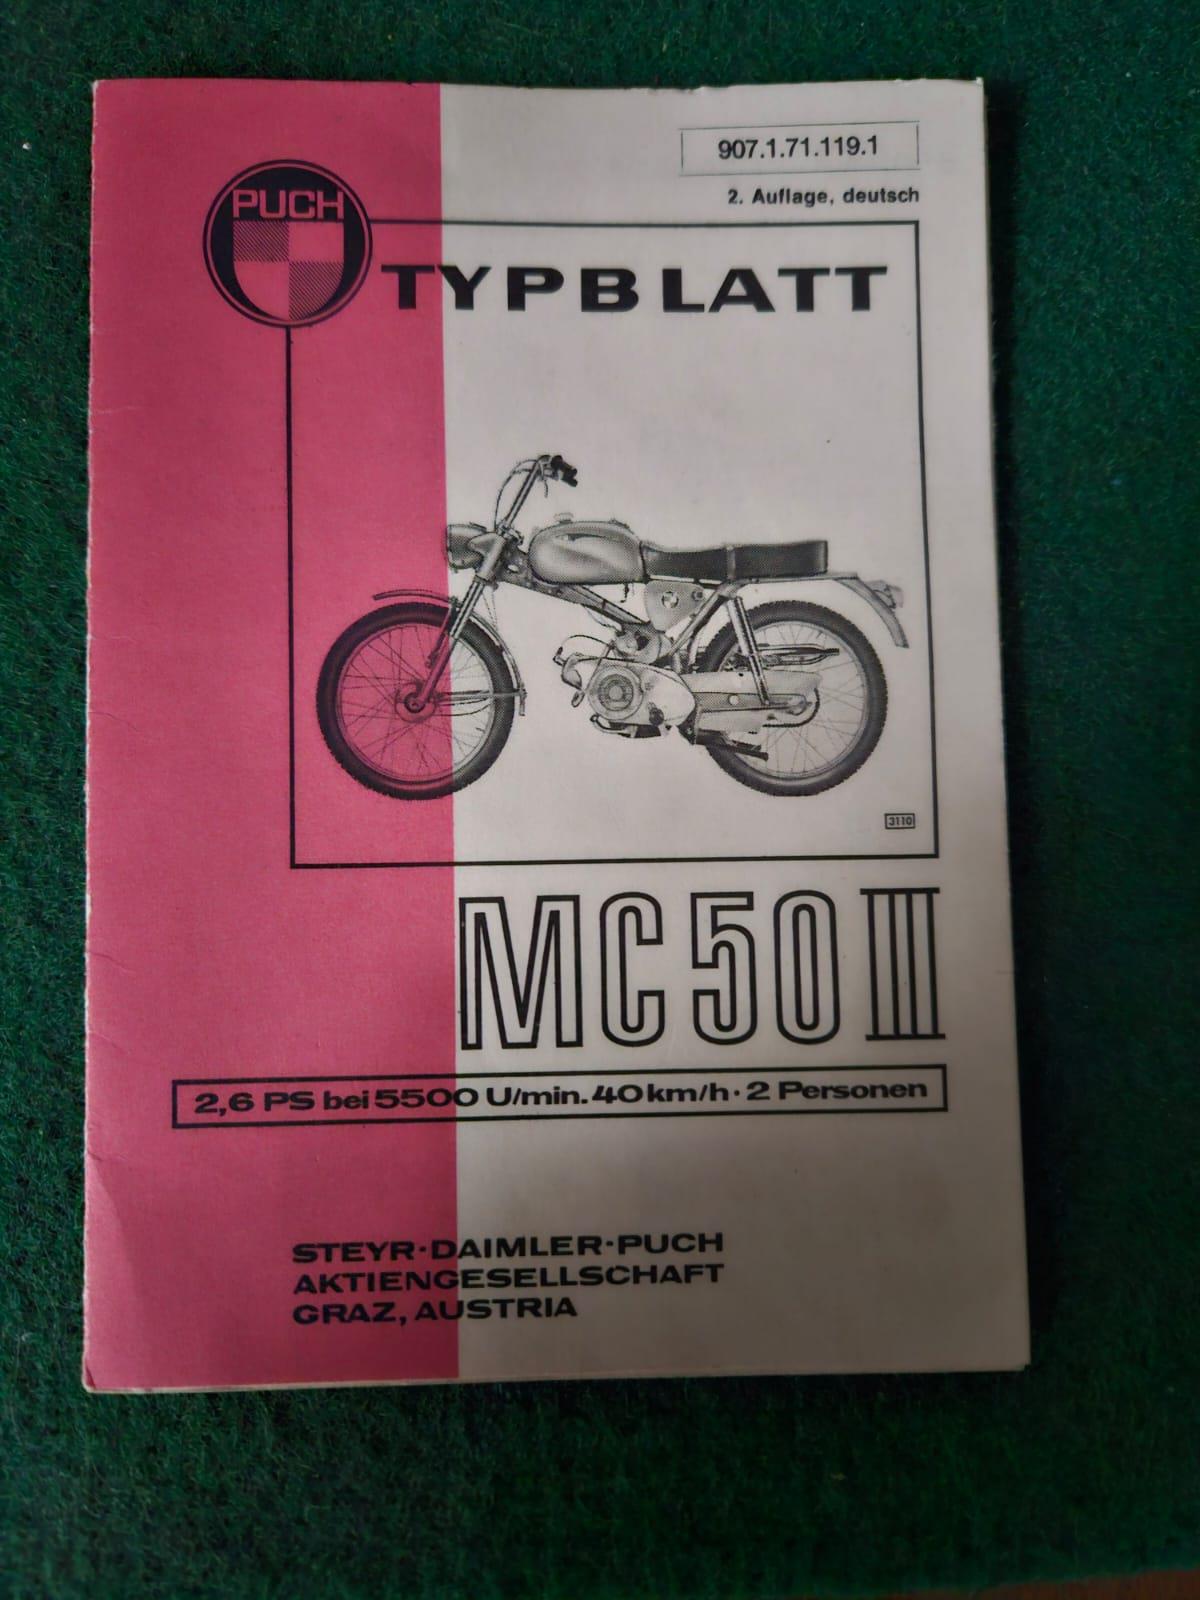 907.1.71.119.1
2. Auflage, deutsch
PUCH
TYPBLATT
3110
MC 50 III
2,6 PS bei 5500 U/min. 40 km/h · 2 Personen
STEYR·DAIMLER·PUCH
AKTIENGESELLSCHAFT
GRAZ, AUSTRIA